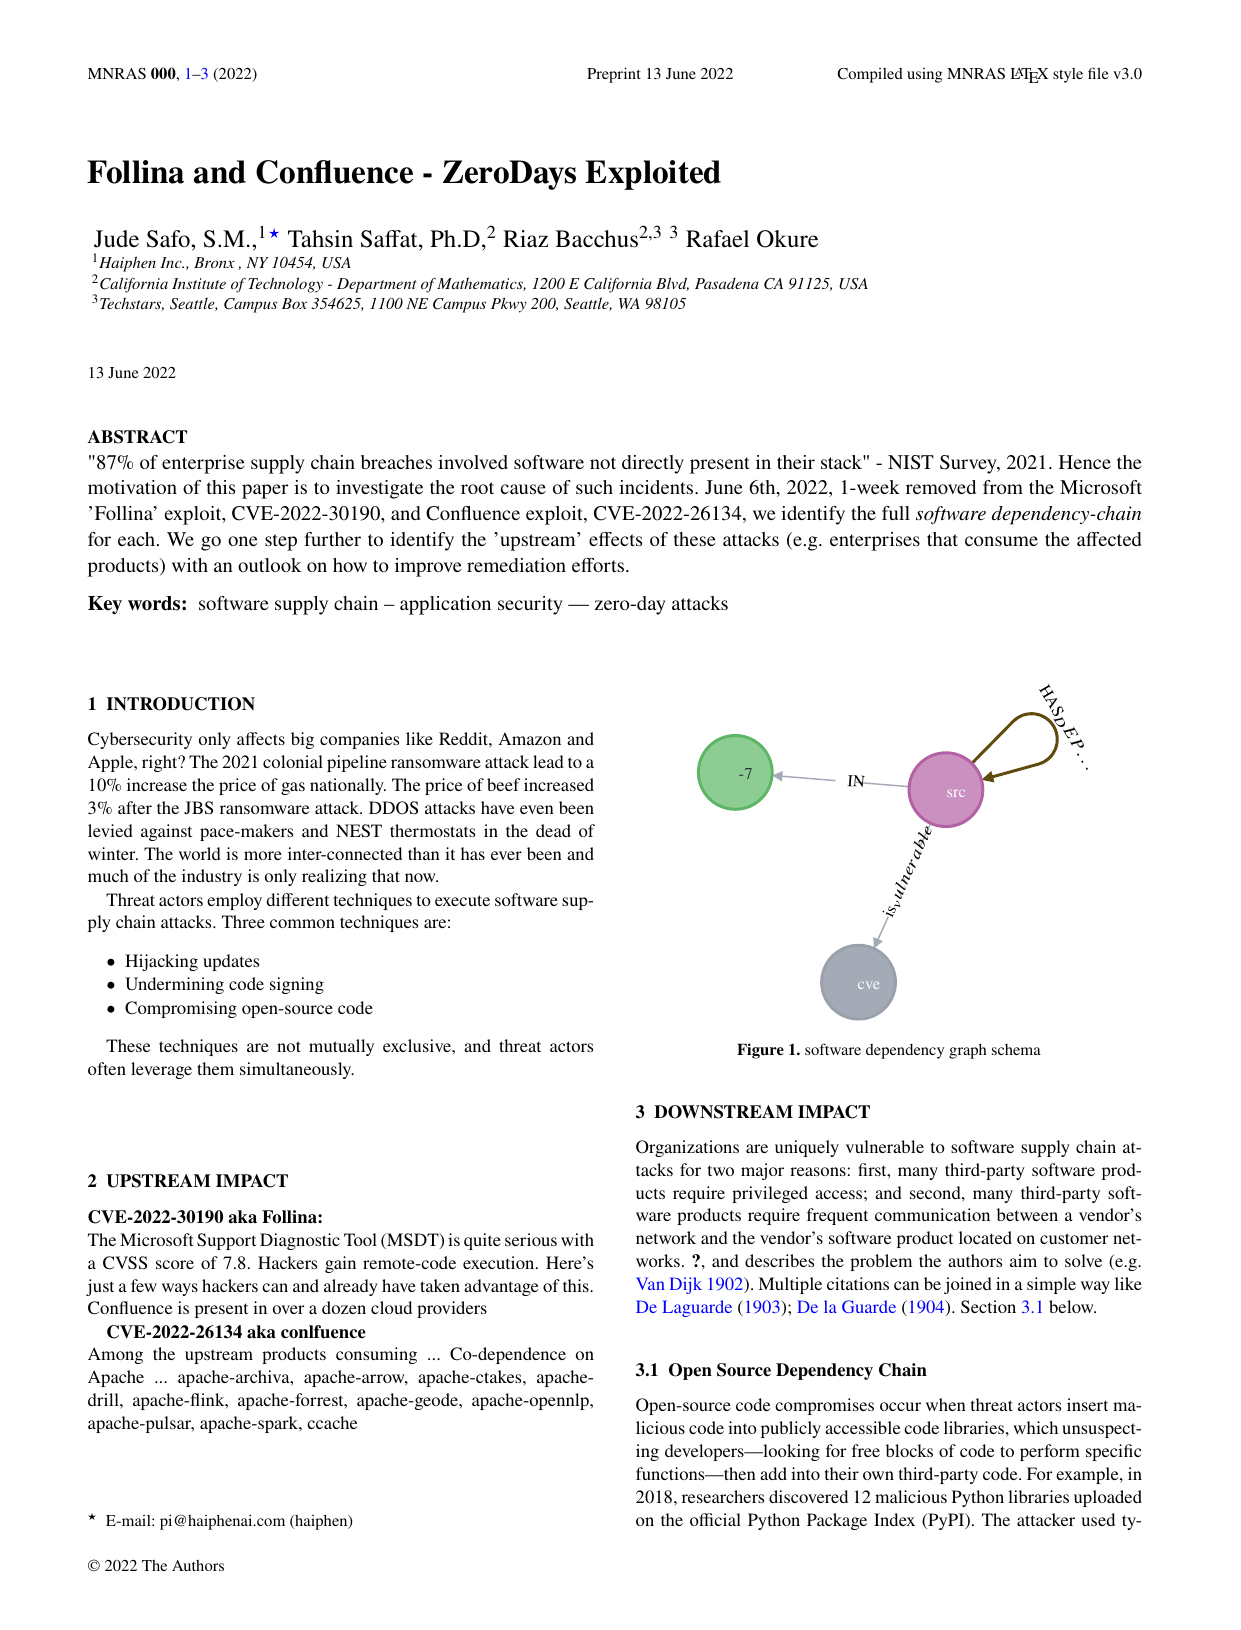 MNRAS 000, 1–3 (2022) Preprint 13 June 2022 Compiled using MNRAS LATEX style file v3.0
Follina and Confluence - ZeroDays Exploited
Jude Safo, S.M.,1★ Tahsin Saffat, Ph.D,2 Riaz Bacchus2,3 3 Rafael Okure
1Haiphen Inc., Bronx , NY 10454, USA
2California Institute of Technology - Department of Mathematics, 1200 E California Blvd, Pasadena CA 91125, USA
3Techstars, Seattle, Campus Box 354625, 1100 NE Campus Pkwy 200, Seattle, WA 98105
13 June 2022
ABSTRACT
"87% of enterprise supply chain breaches involved software not directly present in their stack" - NIST Survey, 2021. Hence the
motivation of this paper is to investigate the root cause of such incidents. June 6th, 2022, 1-week removed from the Microsoft
’Follina’ exploit, CVE-2022-30190, and Confluence exploit, CVE-2022-26134, we identify the full software dependency-chain
for each. We go one step further to identify the ’upstream’ effects of these attacks (e.g. enterprises that consume the affected
products) with an outlook on how to improve remediation efforts.
Key words: software supply chain – application security — zero-day attacks
1 INTRODUCTION
Cybersecurity only affects big companies like Reddit, Amazon and
Apple, right? The 2021 colonial pipeline ransomware attack lead to a
10% increase the price of gas nationally. The price of beef increased
3% after the JBS ransomware attack. DDOS attacks have even been
levied against pace-makers and NEST thermostats in the dead of
winter. The world is more inter-connected than it has ever been and
much of the industry is only realizing that now.
Threat actors employ different techniques to execute software sup-
ply chain attacks. Three common techniques are:
• Hijacking updates
• Undermining code signing
• Compromising open-source code
These techniques are not mutually exclusive, and threat actors
often leverage them simultaneously.
2 UPSTREAM IMPACT
CVE-2022-30190 aka Follina:
The Microsoft Support Diagnostic Tool (MSDT) is quite serious with
a CVSS score of 7.8. Hackers gain remote-code execution. Here’s
just a few ways hackers can and already have taken advantage of this.
Confluence is present in over a dozen cloud providers
CVE-2022-26134 aka conlfuence
Among the upstream products consuming ... Co-dependence on
Apache ... apache-archiva, apache-arrow, apache-ctakes, apache-
drill, apache-flink, apache-forrest, apache-geode, apache-opennlp,
apache-pulsar, apache-spark, ccache
★ E-mail: pi@haiphenai.com (haiphen)
© 2022 The Authors
HASDEP...
-7
IN
src
isvulnerable
cve
Figure 1. software dependency graph schema
3 DOWNSTREAM IMPACT
Organizations are uniquely vulnerable to software supply chain at-
tacks for two major reasons: first, many third-party software prod-
ucts require privileged access; and second, many third-party soft-
ware products require frequent communication between a vendor’s
network and the vendor’s software product located on customer net-
works. ?, and describes the problem the authors aim to solve (e.g.
Van Dijk 1902). Multiple citations can be joined in a simple way like
De Laguarde (1903); De la Guarde (1904). Section 3.1 below.
3.1 Open Source Dependency Chain
Open-source code compromises occur when threat actors insert ma-
licious code into publicly accessible code libraries, which unsuspect-
ing developers—looking for free blocks of code to perform specific
functions—then add into their own third-party code. For example, in
2018, researchers discovered 12 malicious Python libraries uploaded
on the official Python Package Index (PyPI). The attacker used ty-